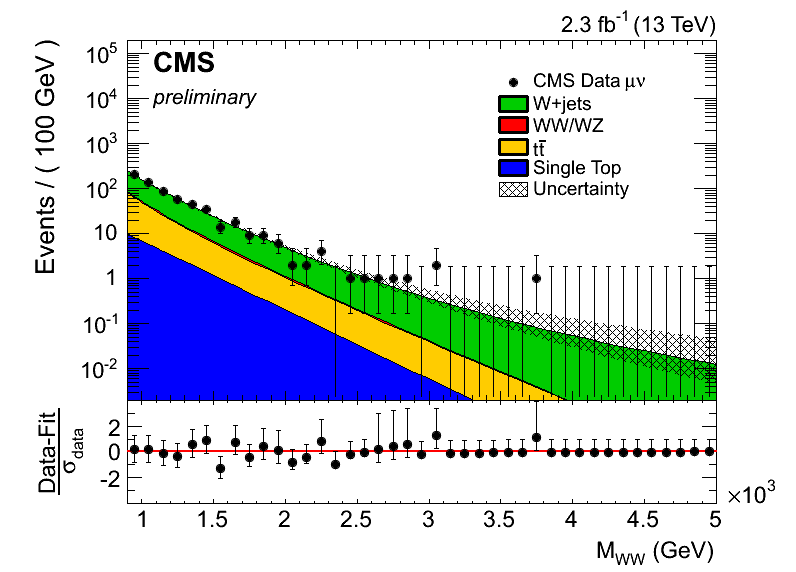 2.3 fb⁻¹ (13 TeV)
CMS
preliminary
Events / ( 100 GeV )
10⁵
10⁴
10³
10²
10
1
10⁻¹
10⁻²
CMS Data μν
W+jets
WW/WZ
tt̅
Single Top
Uncertainty
Data-Fit
σdata
2
0
-2
1 1.5 2 2.5 3 3.5 4 4.5 5
×10³
M_WW (GeV)